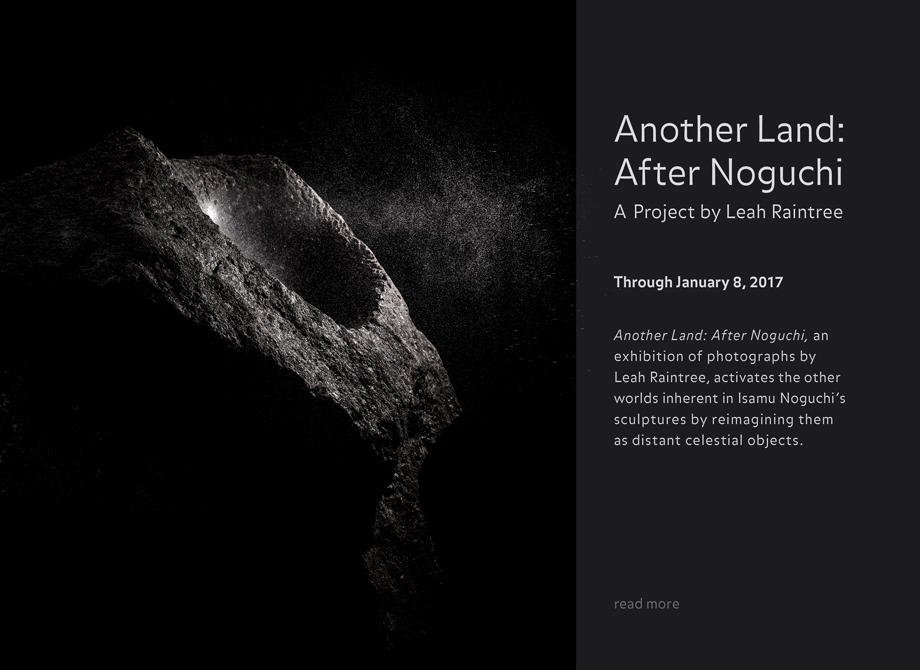 Another Land:
After Noguchi
A Project by Leah Raintree
Through January 8, 2017
Another Land: After Noguchi, an
exhibition of photographs by
Leah Raintree, activates the other
worlds inherent in Isamu Noguchi’s
sculptures by reimagining them
as distant celestial objects.
read more